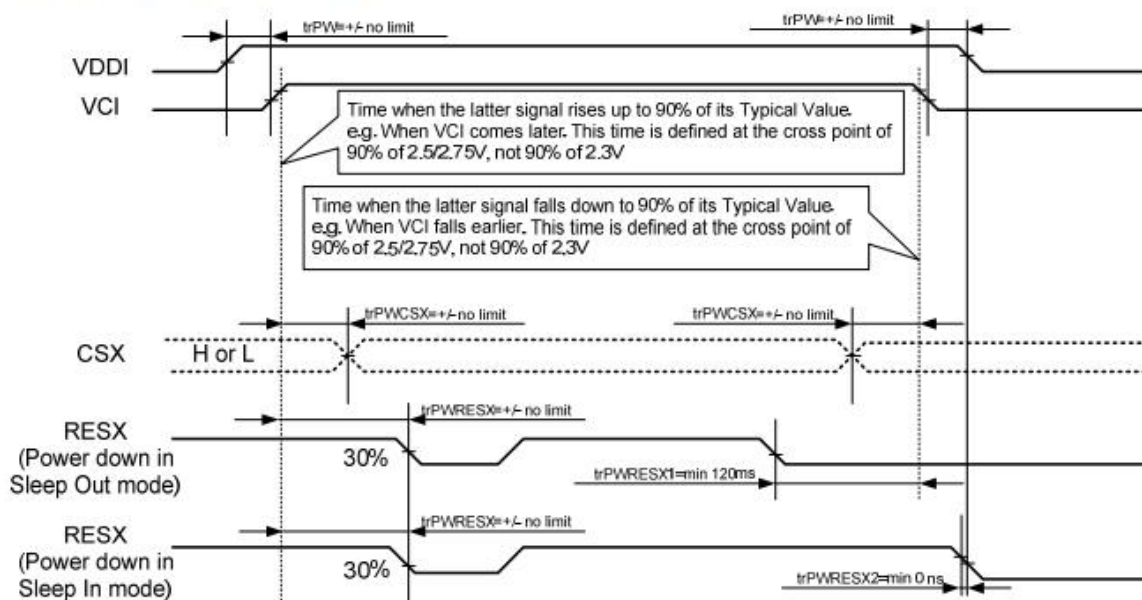 trPW=+/- no limit
trPW=+/- no limit
VDDI
VCI
Time when the latter signal rises up to 90% of its Typical Value.
e.g. When VCI comes later. This time is defined at the cross point of
90% of 2.5/2.75V, not 90% of 2.3V
Time when the latter signal falls down to 90% of its Typical Value.
e.g. When VCI falls earlier. This time is defined at the cross point of
90% of 2.5/2.75V, not 90% of 2.3V
trPWCSX=+/- no limit
trPWCSX=+/- no limit
CSX
H or L
trPWRESX=+/- no limit
RESX
(Power down in
Sleep Out mode)
30%
trPWRESX1=min 120ms
trPWRESX=+/- no limit
RESX
(Power down in
Sleep In mode)
30%
trPWRESX2=min 0 ns